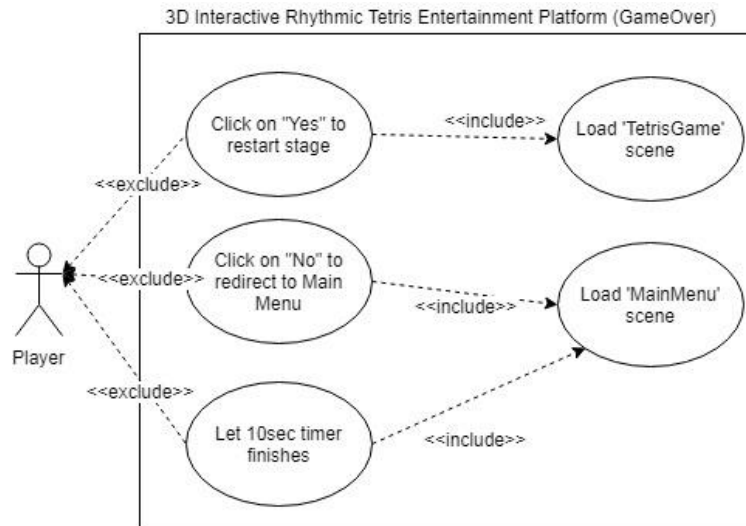 3D Interactive Rhythmic Tetris Entertainment Platform (GameOver)
Click on "Yes" to
restart stage
<<include>>
Load 'TetrisGame'
scene
<<exclude>>
Click on "No" to
redirect to Main
Menu
<<exclude>>
<<include>>
Load 'MainMenu'
scene
Player
<<exclude>>
Let 10sec timer
finishes
<<include>>